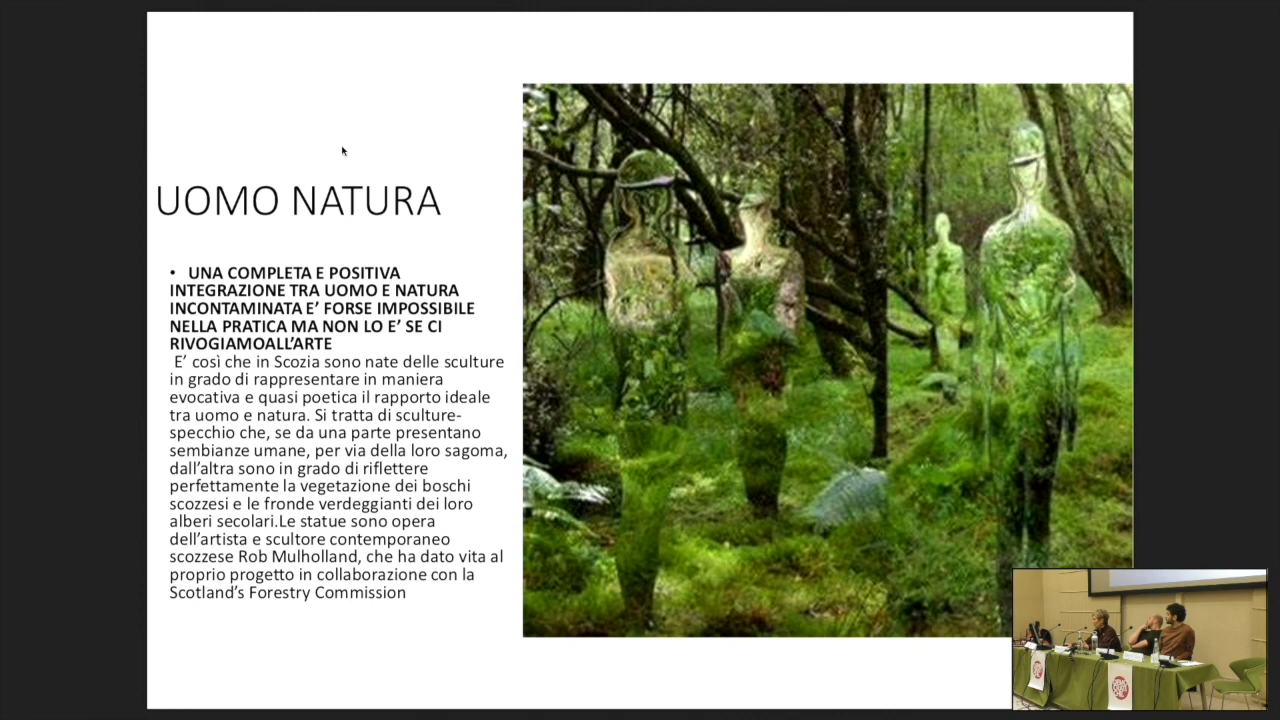 UOMO NATURA
• UNA COMPLETA E POSITIVA
INTEGRAZIONE TRA UOMO E NATURA
INCONTAMINATA E’ FORSE IMPOSSIBILE
NELLA PRATICA MA NON LO E’ SE CI
RIVOGIAMOALL’ARTE
E’ così che in Scozia sono nate delle sculture
in grado di rappresentare in maniera
evocativa e quasi poetica il rapporto ideale
tra uomo e natura. Si tratta di sculture-
specchio che, se da una parte presentano
sembianze umane, per via della loro sagoma,
dall’altra sono in grado di riflettere
perfettamente la vegetazione dei boschi
scozzesi e le fronde verdeggianti dei loro
alberi secolari.Le statue sono opera
dell’artista e scultore contemporaneo
scozzese Rob Mulholland, che ha dato vita al
proprio progetto in collaborazione con la
Scotland’s Forestry Commission